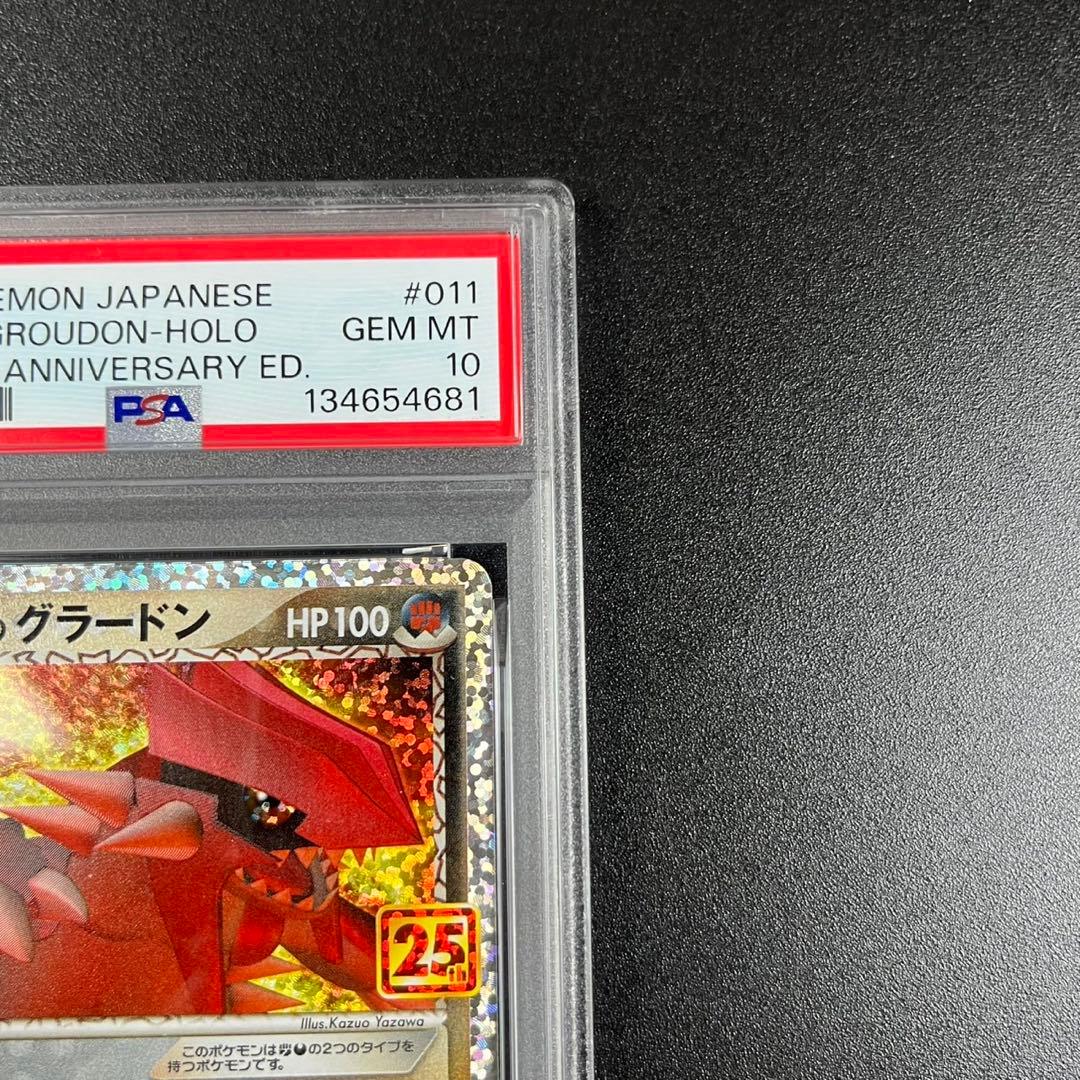 EMON JAPANESE #011
GROUDON-HOLO GEM MT
ANNIVERSARY ED. 10
PSA 134654681
グラードン HP100
25th
Illus.Kazuo Yazawa
このポケモンはの2つのタイプを
持つポケモンです。